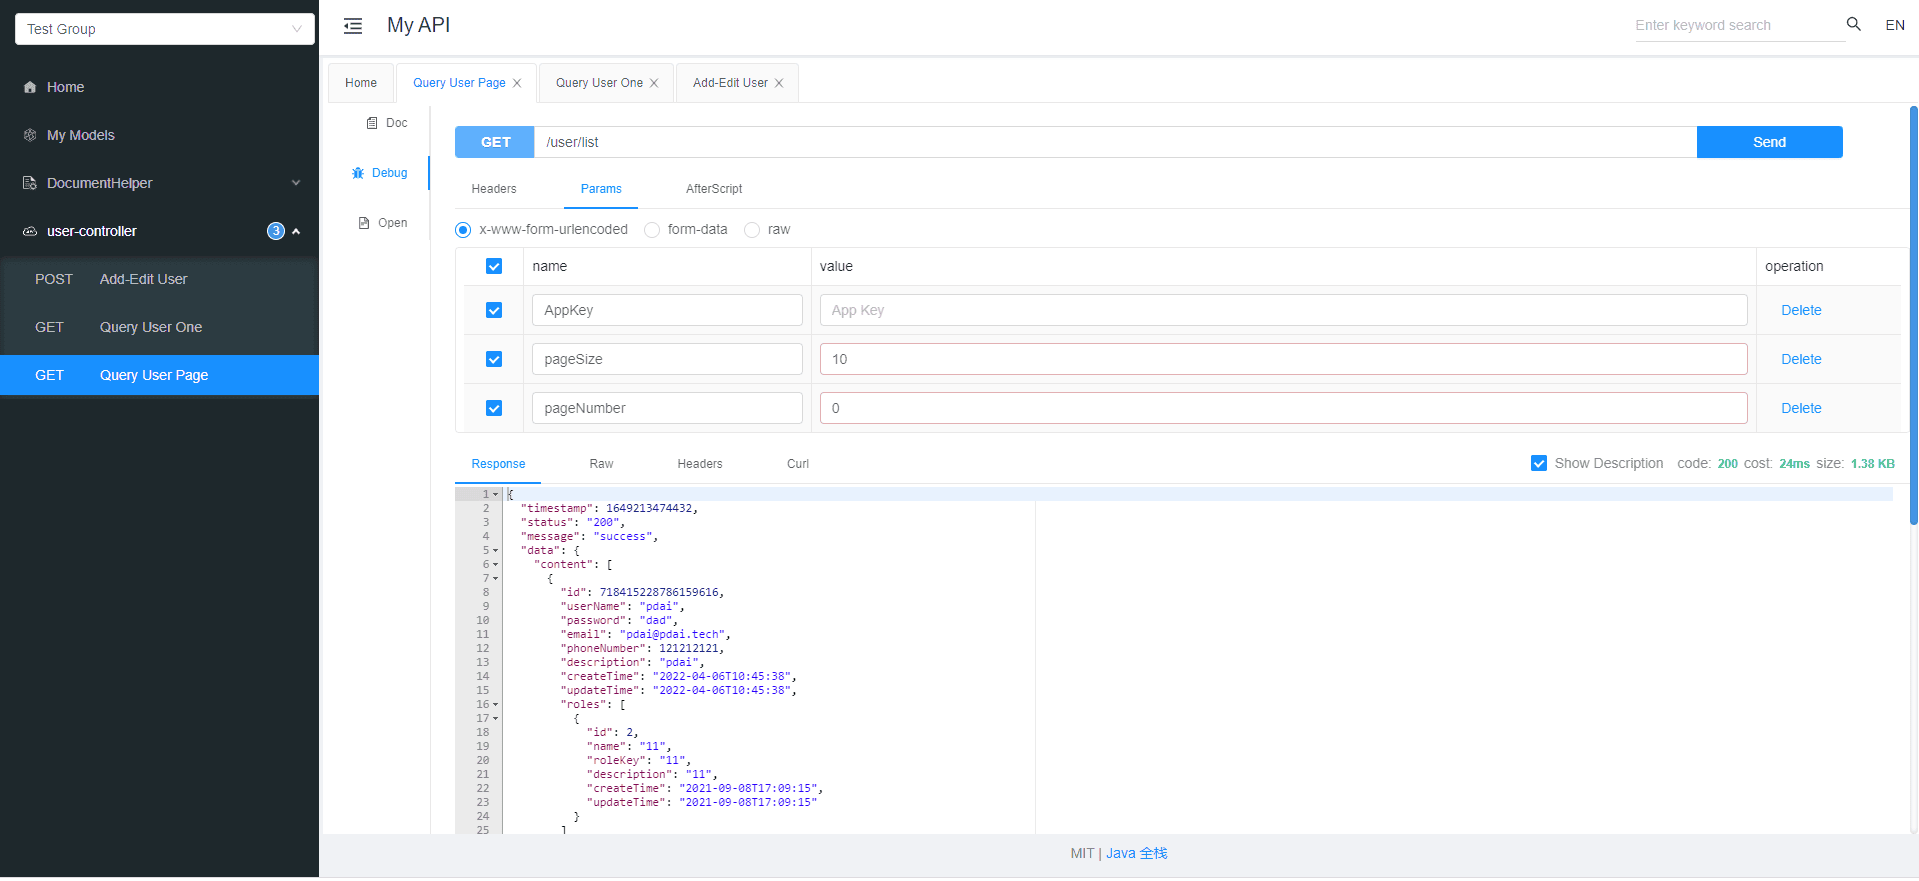 Test Group
My API
Enter keyword search
EN
Home
My Models
DocumentHelper
user-controller
3
POST Add-Edit User
GET Query User One
GET Query User Page
Home
Query User Page
Query User One
Add-Edit User
Doc
Debug
Open
GET /user/list Send
Headers Params AfterScript
x-www-form-urlencoded form-data raw
name value operation
AppKey App Key Delete
pageSize 10 Delete
pageNumber 0 Delete
Response Raw Headers Curl
Show Description code: 200 cost: 24ms size: 1.38 KB
1 {
2 "timestamp": 1649213474432,
3 "status": "200",
4 "message": "success",
5 "data": {
6 "content": [
7 {
8 "id": 718415228786159616,
9 "userName": "pdai",
10 "password": "dad",
11 "email": "pdai@pdai.tech",
12 "phoneNumber": 121212121,
13 "description": "pdai",
14 "createTime": "2022-04-06T10:45:38",
15 "updateTime": "2022-04-06T10:45:38",
16 "roles": [
17 {
18 "id": 2,
19 "name": "11",
20 "roleKey": "11",
21 "description": "11",
22 "createTime": "2021-09-08T17:09:15",
23 "updateTime": "2021-09-08T17:09:15"
24 }
25 ]
MIT | Java 全栈